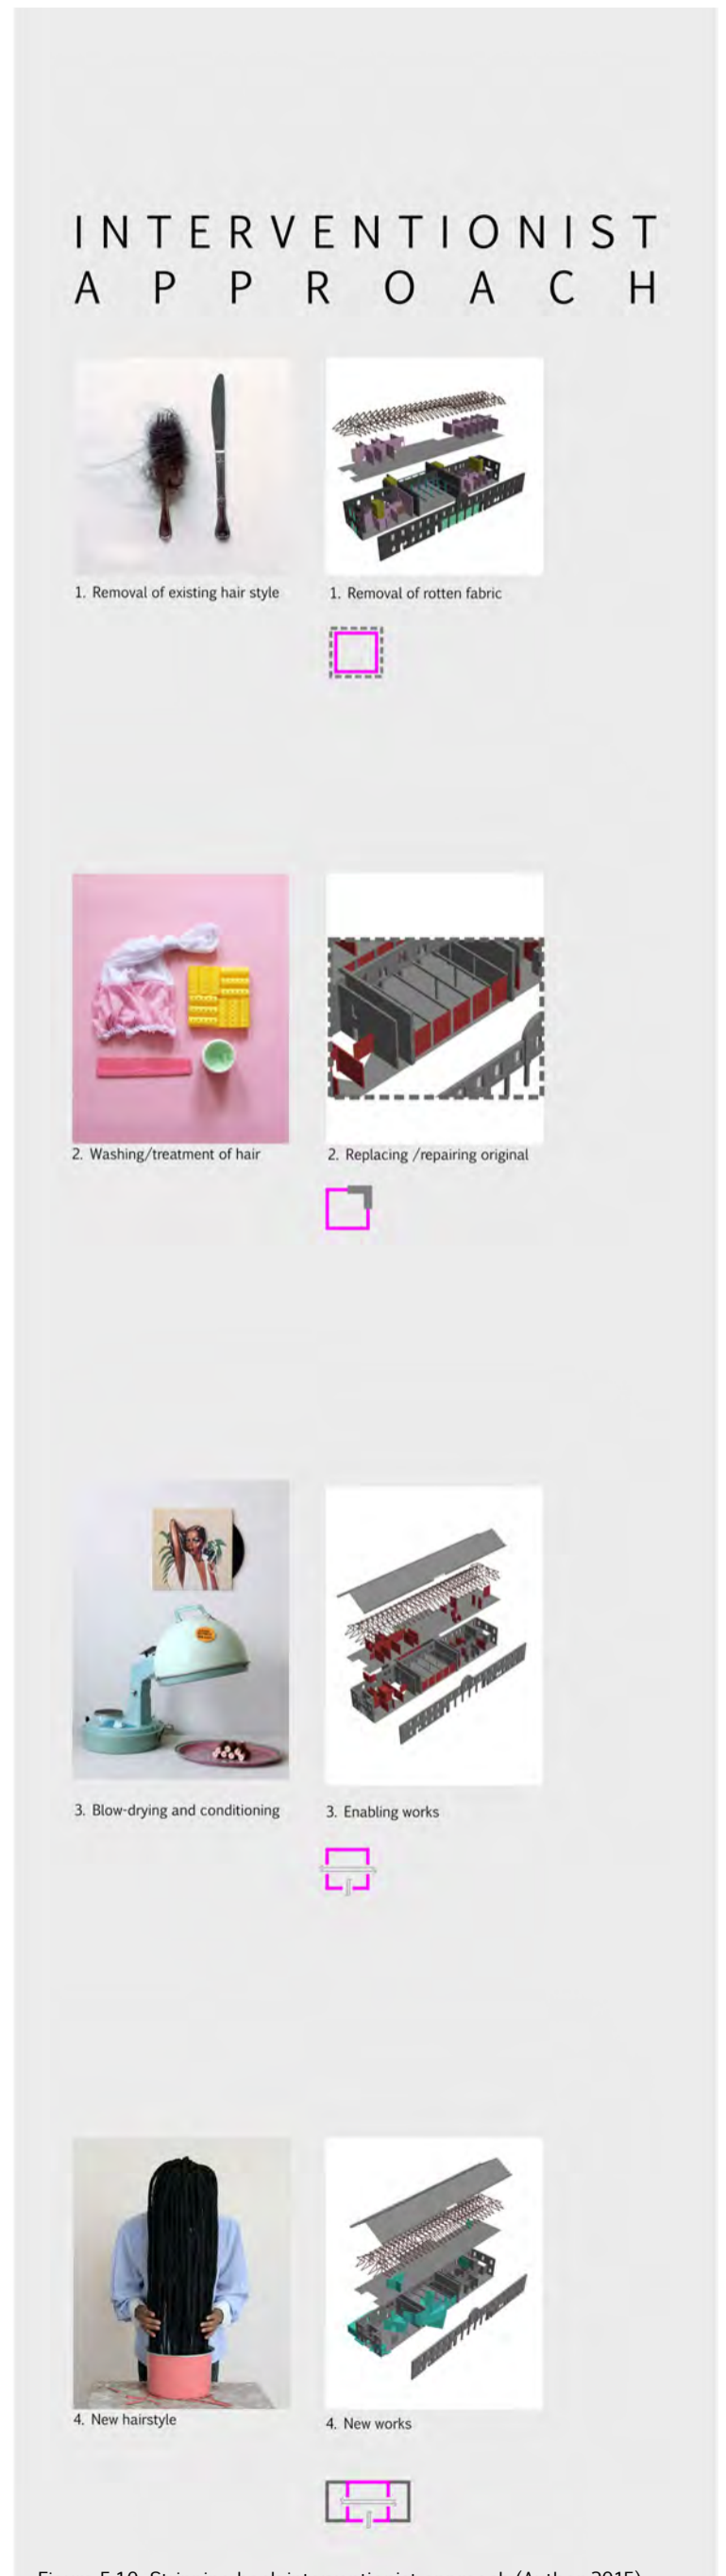 INTERVENTIONIST
APPROACH
1. Removal of existing hair style
1. Removal of rotten fabric
2. Washing/treatment of hair
2. Replacing /repairing original
3. Blow-drying and conditioning
3. Enabling works
4. New hairstyle
4. New works